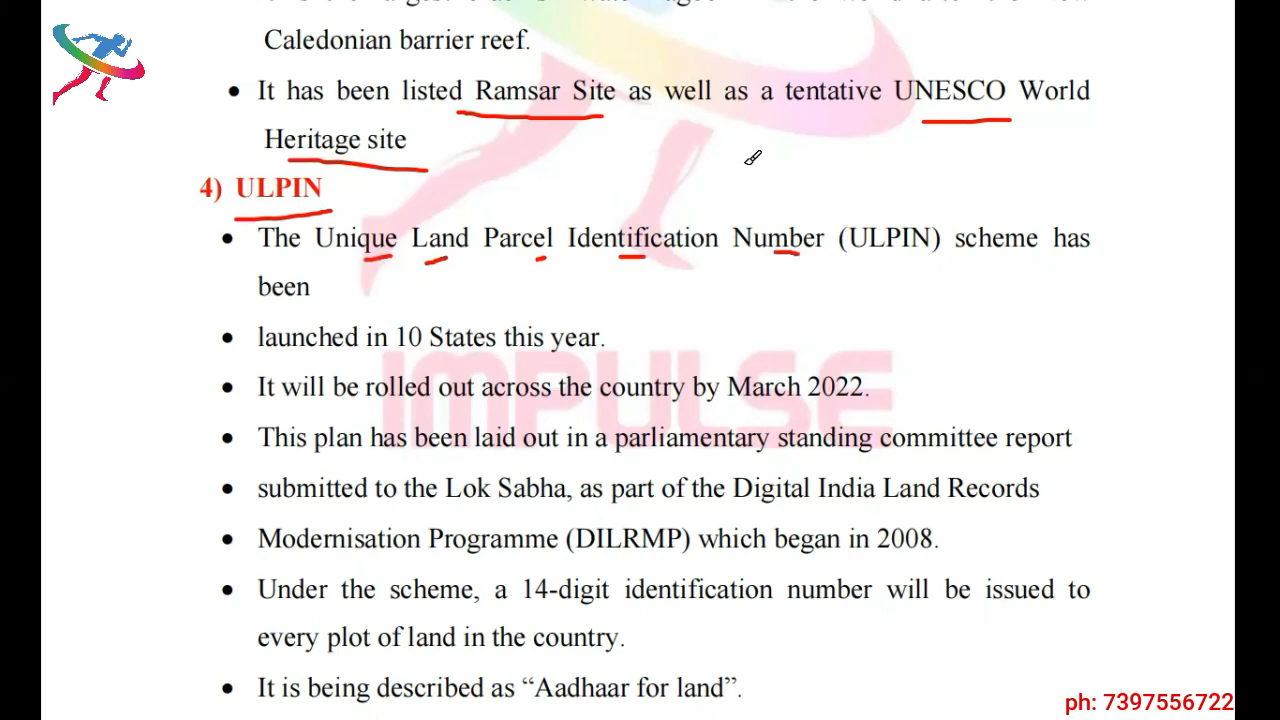 Caledonian barrier reef.
• It has been listed Ramsar Site as well as a tentative UNESCO World
Heritage site
4) ULPIN
• The Unique Land Parcel Identification Number (ULPIN) scheme has
been
• launched in 10 States this year.
• It will be rolled out across the country by March 2022.
• This plan has been laid out in a parliamentary standing committee report
• submitted to the Lok Sabha, as part of the Digital India Land Records
• Modernisation Programme (DILRMP) which began in 2008.
• Under the scheme, a 14-digit identification number will be issued to
every plot of land in the country.
• It is being described as “Aadhaar for land”.
IMPULSE
ph: 7397556722